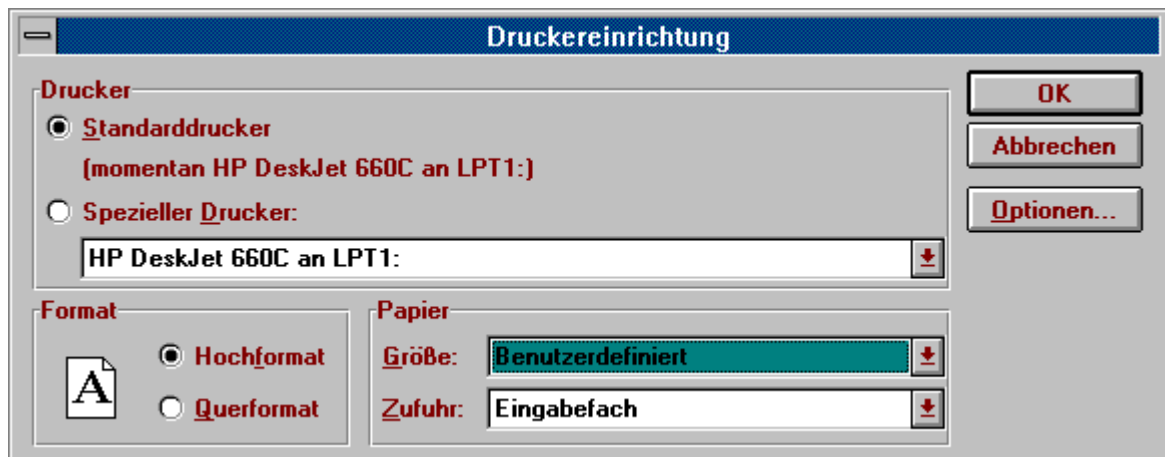 Druckereinrichtung
Drucker
Standarddrucker
(momentan HP DeskJet 660C an LPT1:)
Spezieller Drucker:
HP DeskJet 660C an LPT1:
OK
Abbrechen
Optionen...
Format
A
Hochformat
Querformat
Papier
Größe: Benutzerdefiniert
Zufuhr: Eingabefach